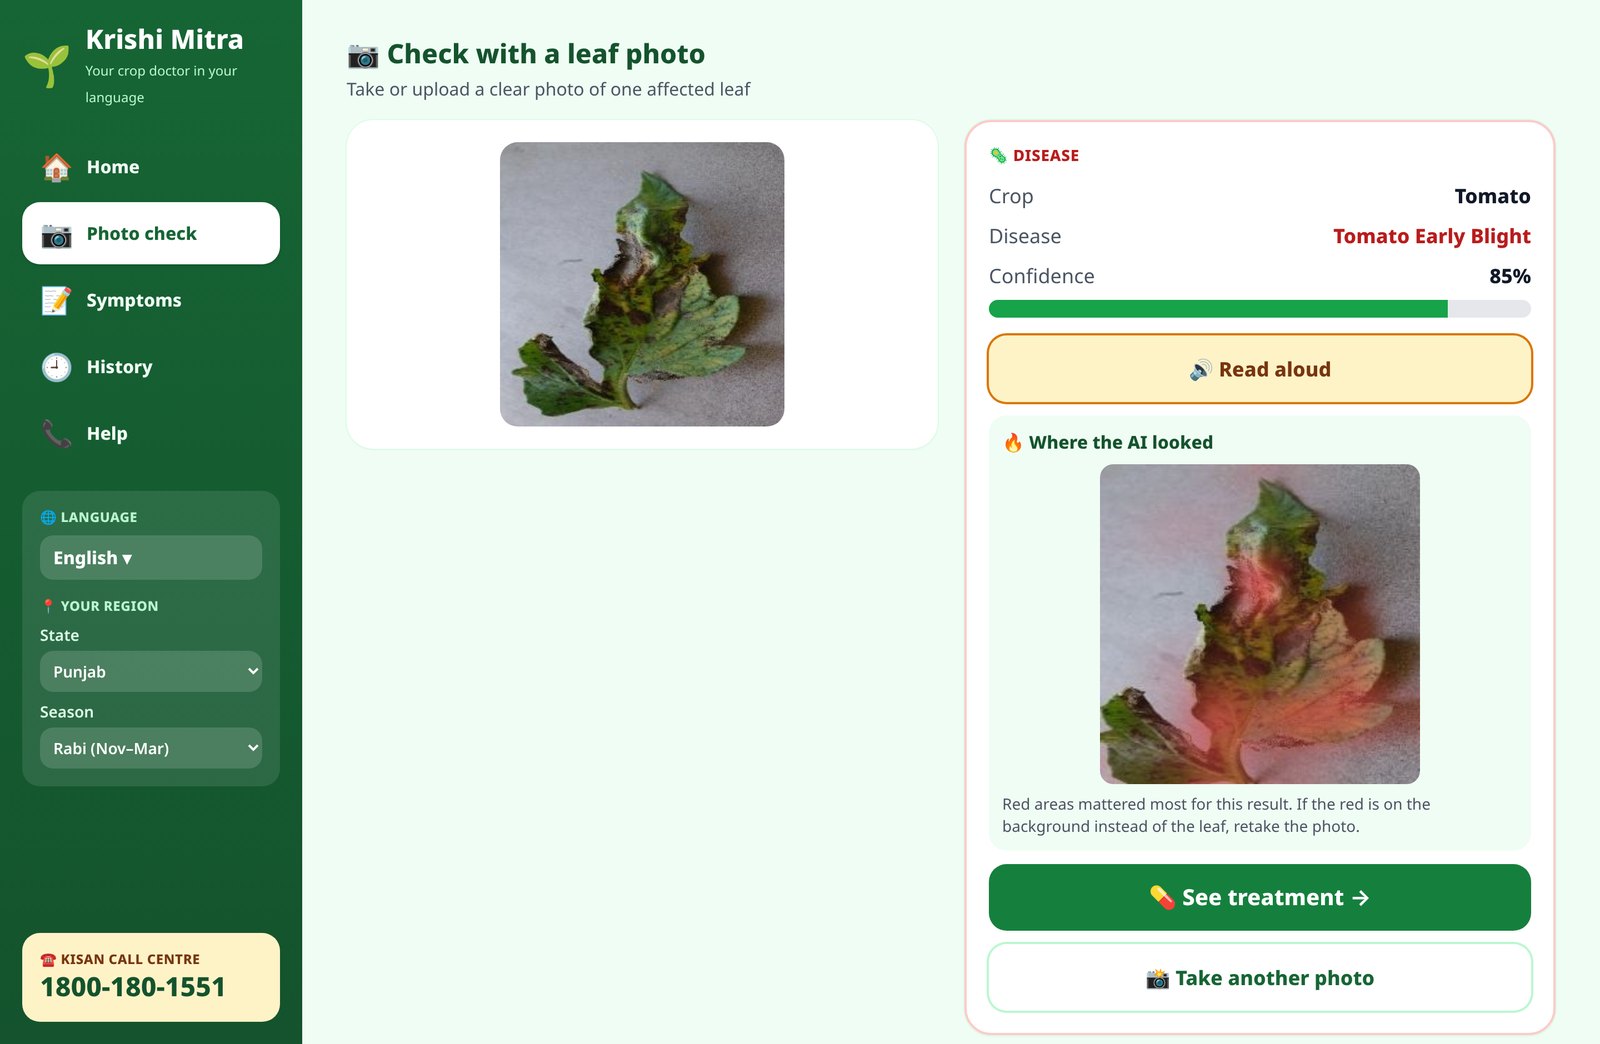 Krishi Mitra
Your crop doctor in your
language
Home
Photo check
Symptoms
History
Help
LANGUAGE
English ▾
YOUR REGION
State
Punjab
Season
Rabi (Nov–Mar)
KISAN CALL CENTRE
1800-180-1551
Check with a leaf photo
Take or upload a clear photo of one affected leaf
DISEASE
Crop Tomato
Disease Tomato Early Blight
Confidence 85%
Read aloud
Where the AI looked
Red areas mattered most for this result. If the red is on the
background instead of the leaf, retake the photo.
See treatment →
Take another photo